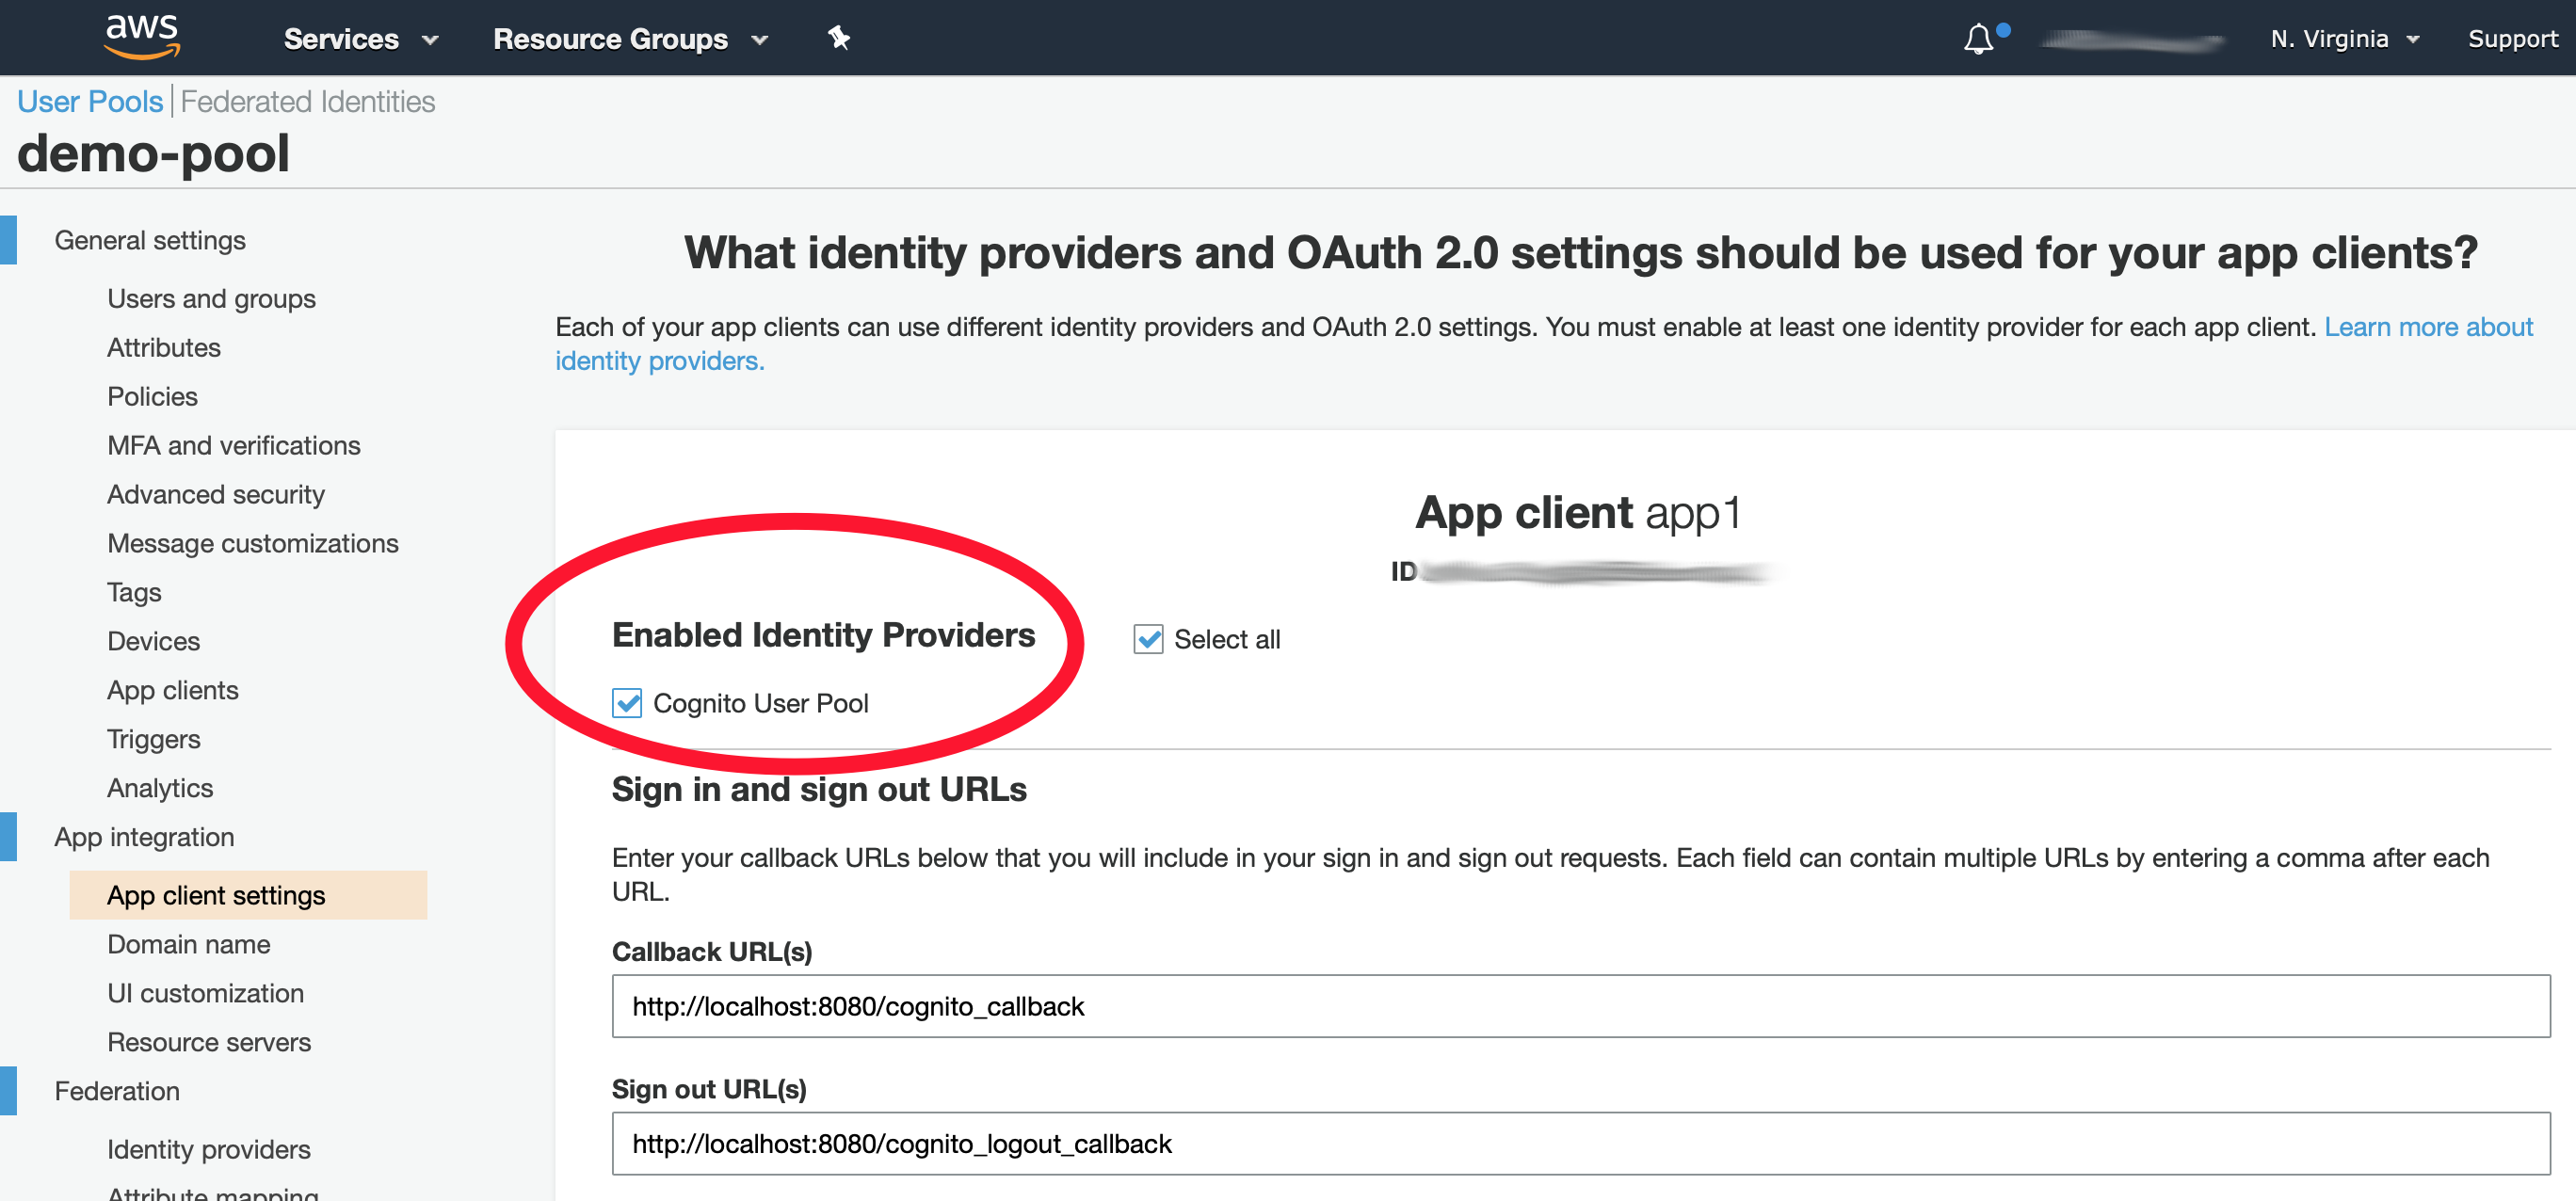 aws Services Resource Groups N. Virginia Support
User Pools Federated Identities
demo-pool
General settings
Users and groups
Attributes
Policies
MFA and verifications
Advanced security
Message customizations
Tags
Devices
App clients
Triggers
Analytics
App integration
App client settings
Domain name
UI customization
Resource servers
Federation
Identity providers
Attribute mapping
What identity providers and OAuth 2.0 settings should be used for your app clients?
Each of your app clients can use different identity providers and OAuth 2.0 settings. You must enable at least one identity provider for each app client. Learn more about
identity providers.
App client app1
ID
Enabled Identity Providers Select all
Cognito User Pool
Sign in and sign out URLs
Enter your callback URLs below that you will include in your sign in and sign out requests. Each field can contain multiple URLs by entering a comma after each
URL.
Callback URL(s)
http://localhost:8080/cognito_callback
Sign out URL(s)
http://localhost:8080/cognito_logout_callback